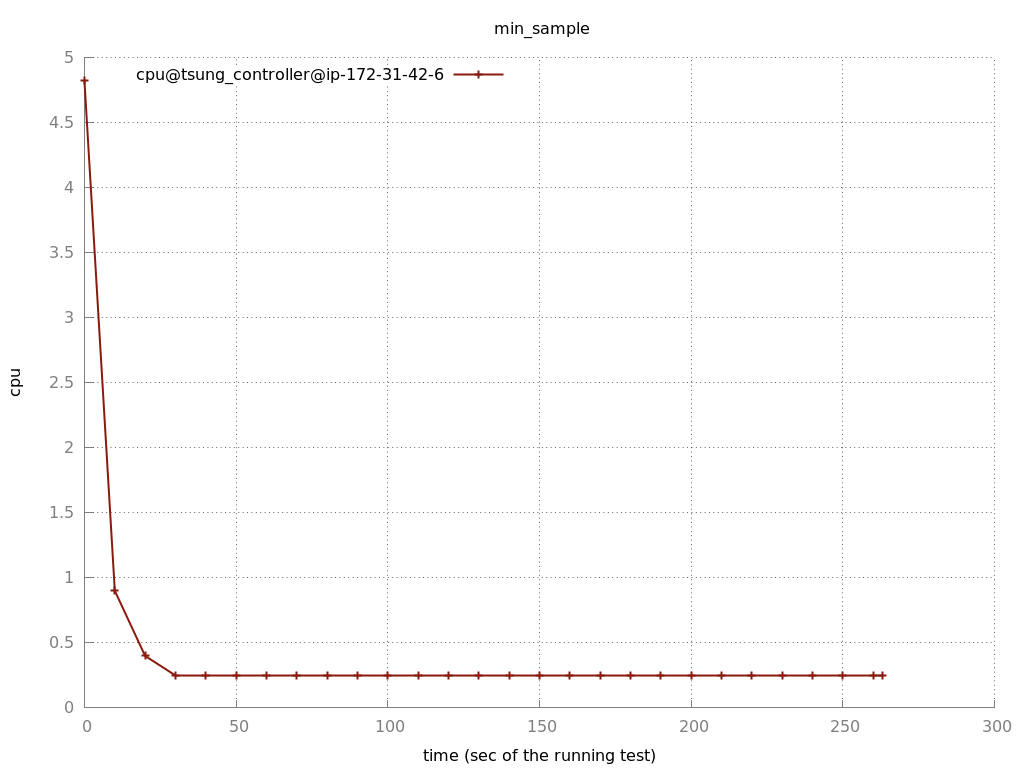 min_sample
cpu@tsung_controller@ip-172-31-42-6
5
4.5
4
3.5
3
2.5
2
1.5
1
0.5
0
cpu
0 50 100 150 200 250 300
time (sec of the running test)